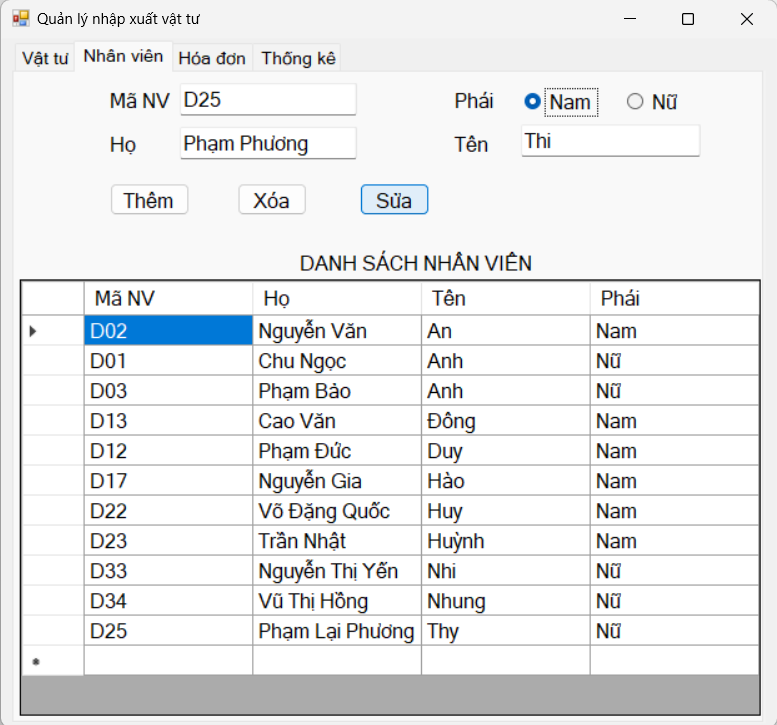 Quản lý nhập xuất vật tư
Vật tư Nhân viên Hóa đơn Thống kê
Mã NV D25 Phái Nam Nữ
Họ Phạm Phương Tên Thi
Thêm Xóa Sửa
DANH SÁCH NHÂN VIÊN
Mã NV Họ Tên Phái
D02 Nguyễn Văn An Nam
D01 Chu Ngọc Anh Nữ
D03 Phạm Bảo Anh Nữ
D13 Cao Văn Đông Nam
D12 Phạm Đức Duy Nam
D17 Nguyễn Gia Hào Nam
D22 Võ Đặng Quốc Huy Nam
D23 Trần Nhật Huỳnh Nam
D33 Nguyễn Thị Yến Nhi Nữ
D34 Vũ Thị Hồng Nhung Nữ
D25 Phạm Lại Phương Thy Nữ